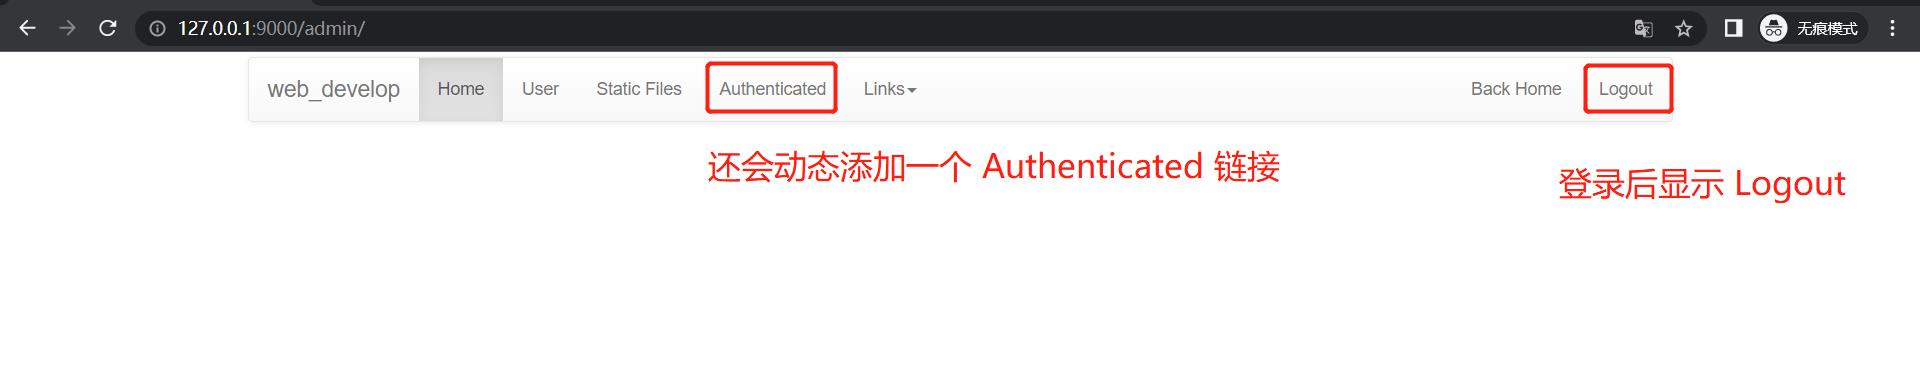 127.0.0.1:9000/admin/
无痕模式
web_develop Home User Static Files Authenticated Links Back Home Logout
还会动态添加一个 Authenticated 链接
登录后显示 Logout